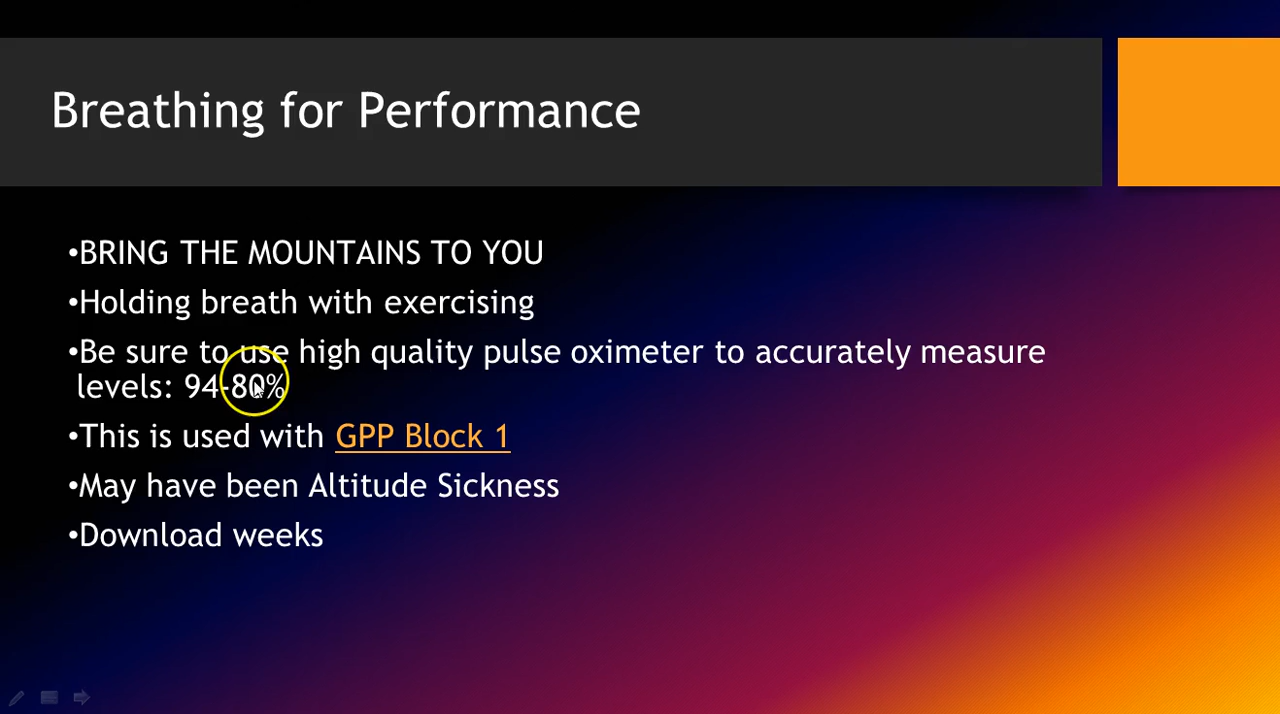 Breathing for Performance
•BRING THE MOUNTAINS TO YOU
•Holding breath with exercising
•Be sure to use high quality pulse oximeter to accurately measure
levels: 94-80%
•This is used with GPP Block 1
•May have been Altitude Sickness
•Download weeks